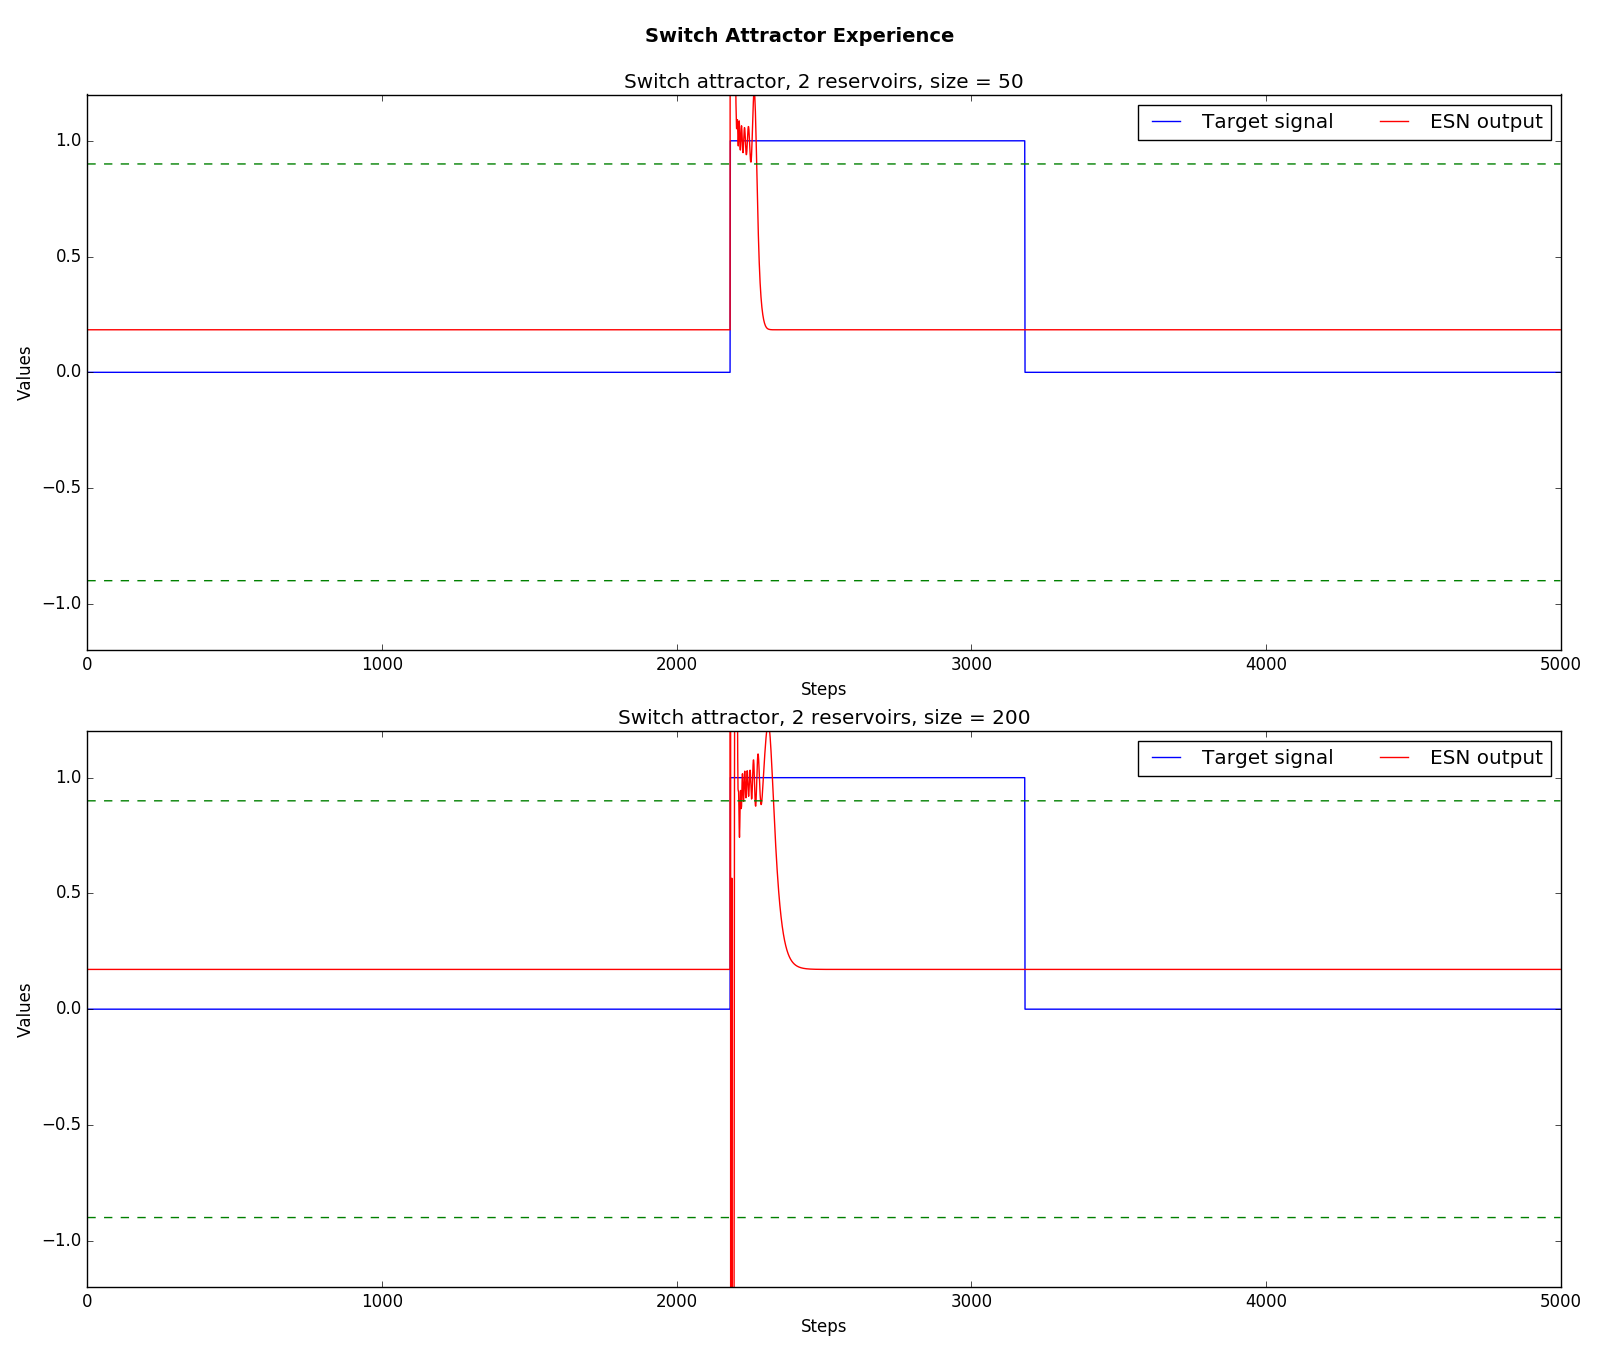 Switch Attractor Experience
Switch attractor, 2 reservoirs, size = 50
Target signal ESN output
1.0
0.5
0.0
−0.5
−1.0
Values
0 1000 2000 3000 4000 5000
Steps
Switch attractor, 2 reservoirs, size = 200
Target signal ESN output
1.0
0.5
0.0
−0.5
−1.0
Values
0 1000 2000 3000 4000 5000
Steps